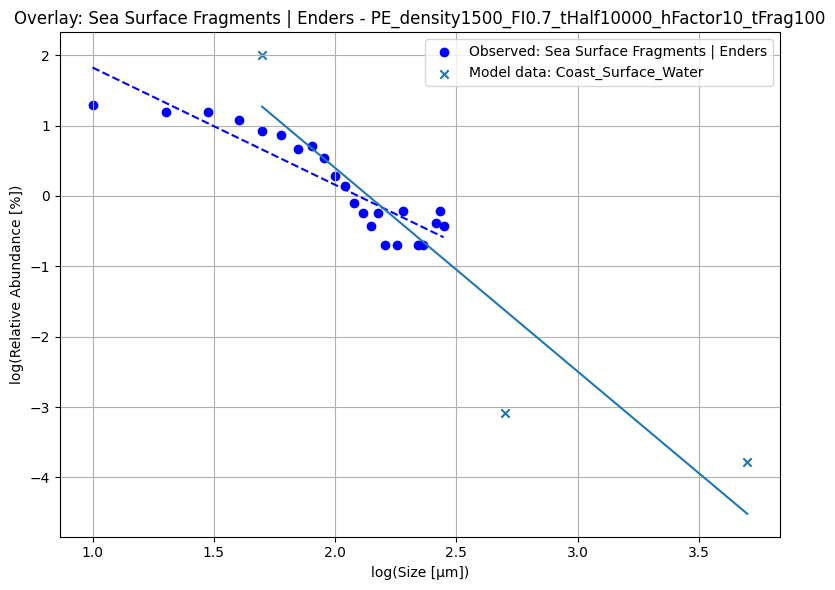 Overlay: Sea Surface Fragments | Enders - PE_density1500_FI0.7_tHalf10000_hFactor10_tFrag100
Observed: Sea Surface Fragments | Enders
Model data: Coast_Surface_Water
log(Relative Abundance [%])
2
1
0
−1
−2
−3
−4
1.0 1.5 2.0 2.5 3.0 3.5
log(Size [μm])